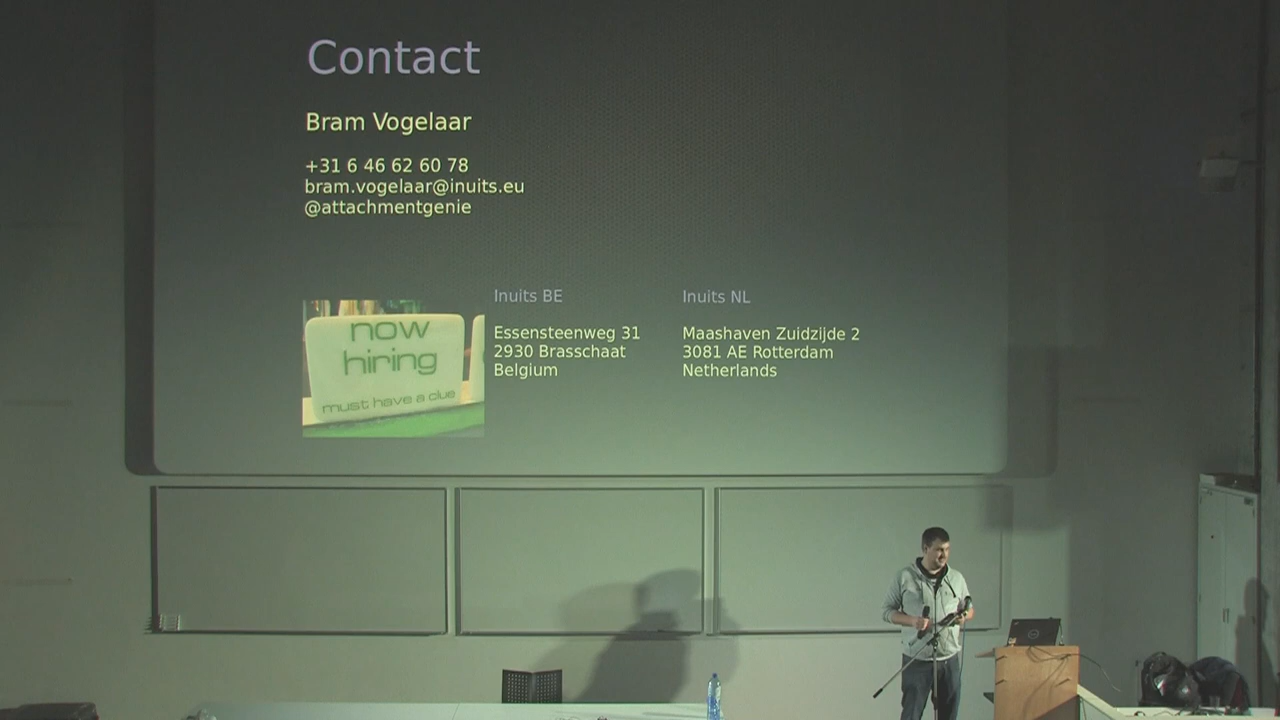 Contact
Bram Vogelaar
+31 6 46 62 60 78
bram.vogelaar@inuits.eu
@attachmentgenie
now
hiring
must have a clue
Inuits BE
Essensteenweg 31
2930 Brasschaat
Belgium
Inuits NL
Maashaven Zuidzijde 2
3081 AE Rotterdam
Netherlands